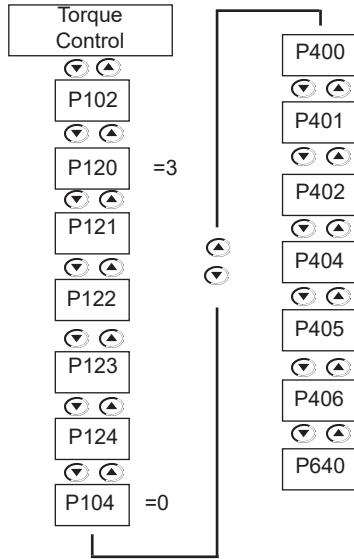 Torque
Control
P102
P120 =3
P121
P122
P123
P124
P104 =0
P400
P401
P402
P404
P405
P406
P640